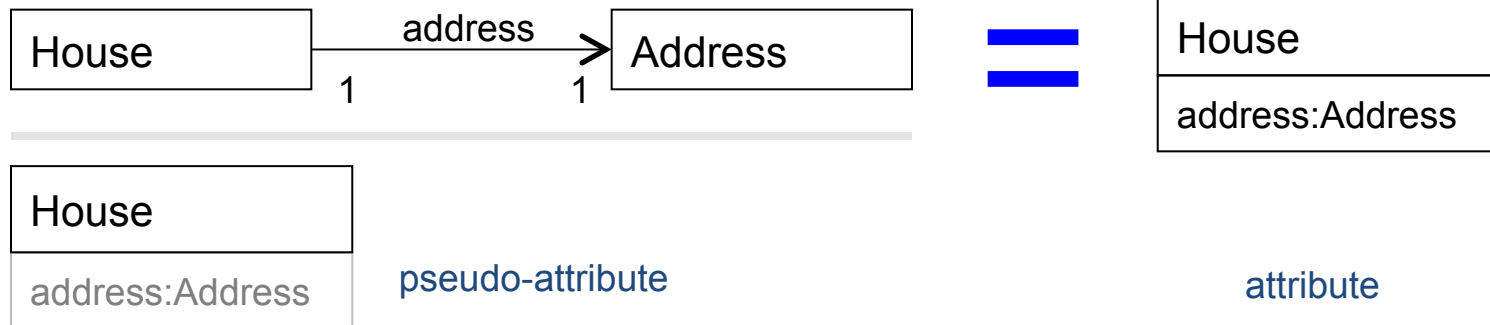 address
House
Address
1
1
House
address:Address
House
address:Address
pseudo-attribute
attribute